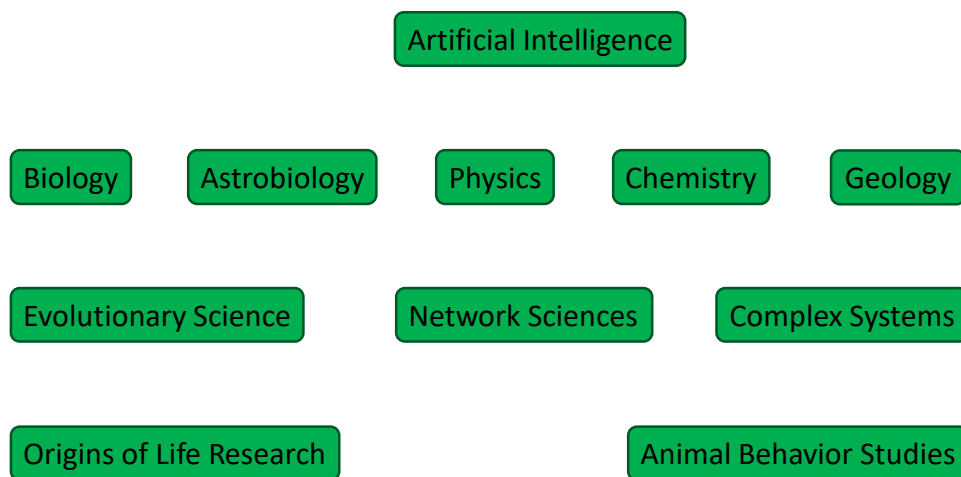 Artificial Intelligence
Biology Astrobiology Physics Chemistry Geology
Evolutionary Science Network Sciences Complex Systems
Origins of Life Research Animal Behavior Studies